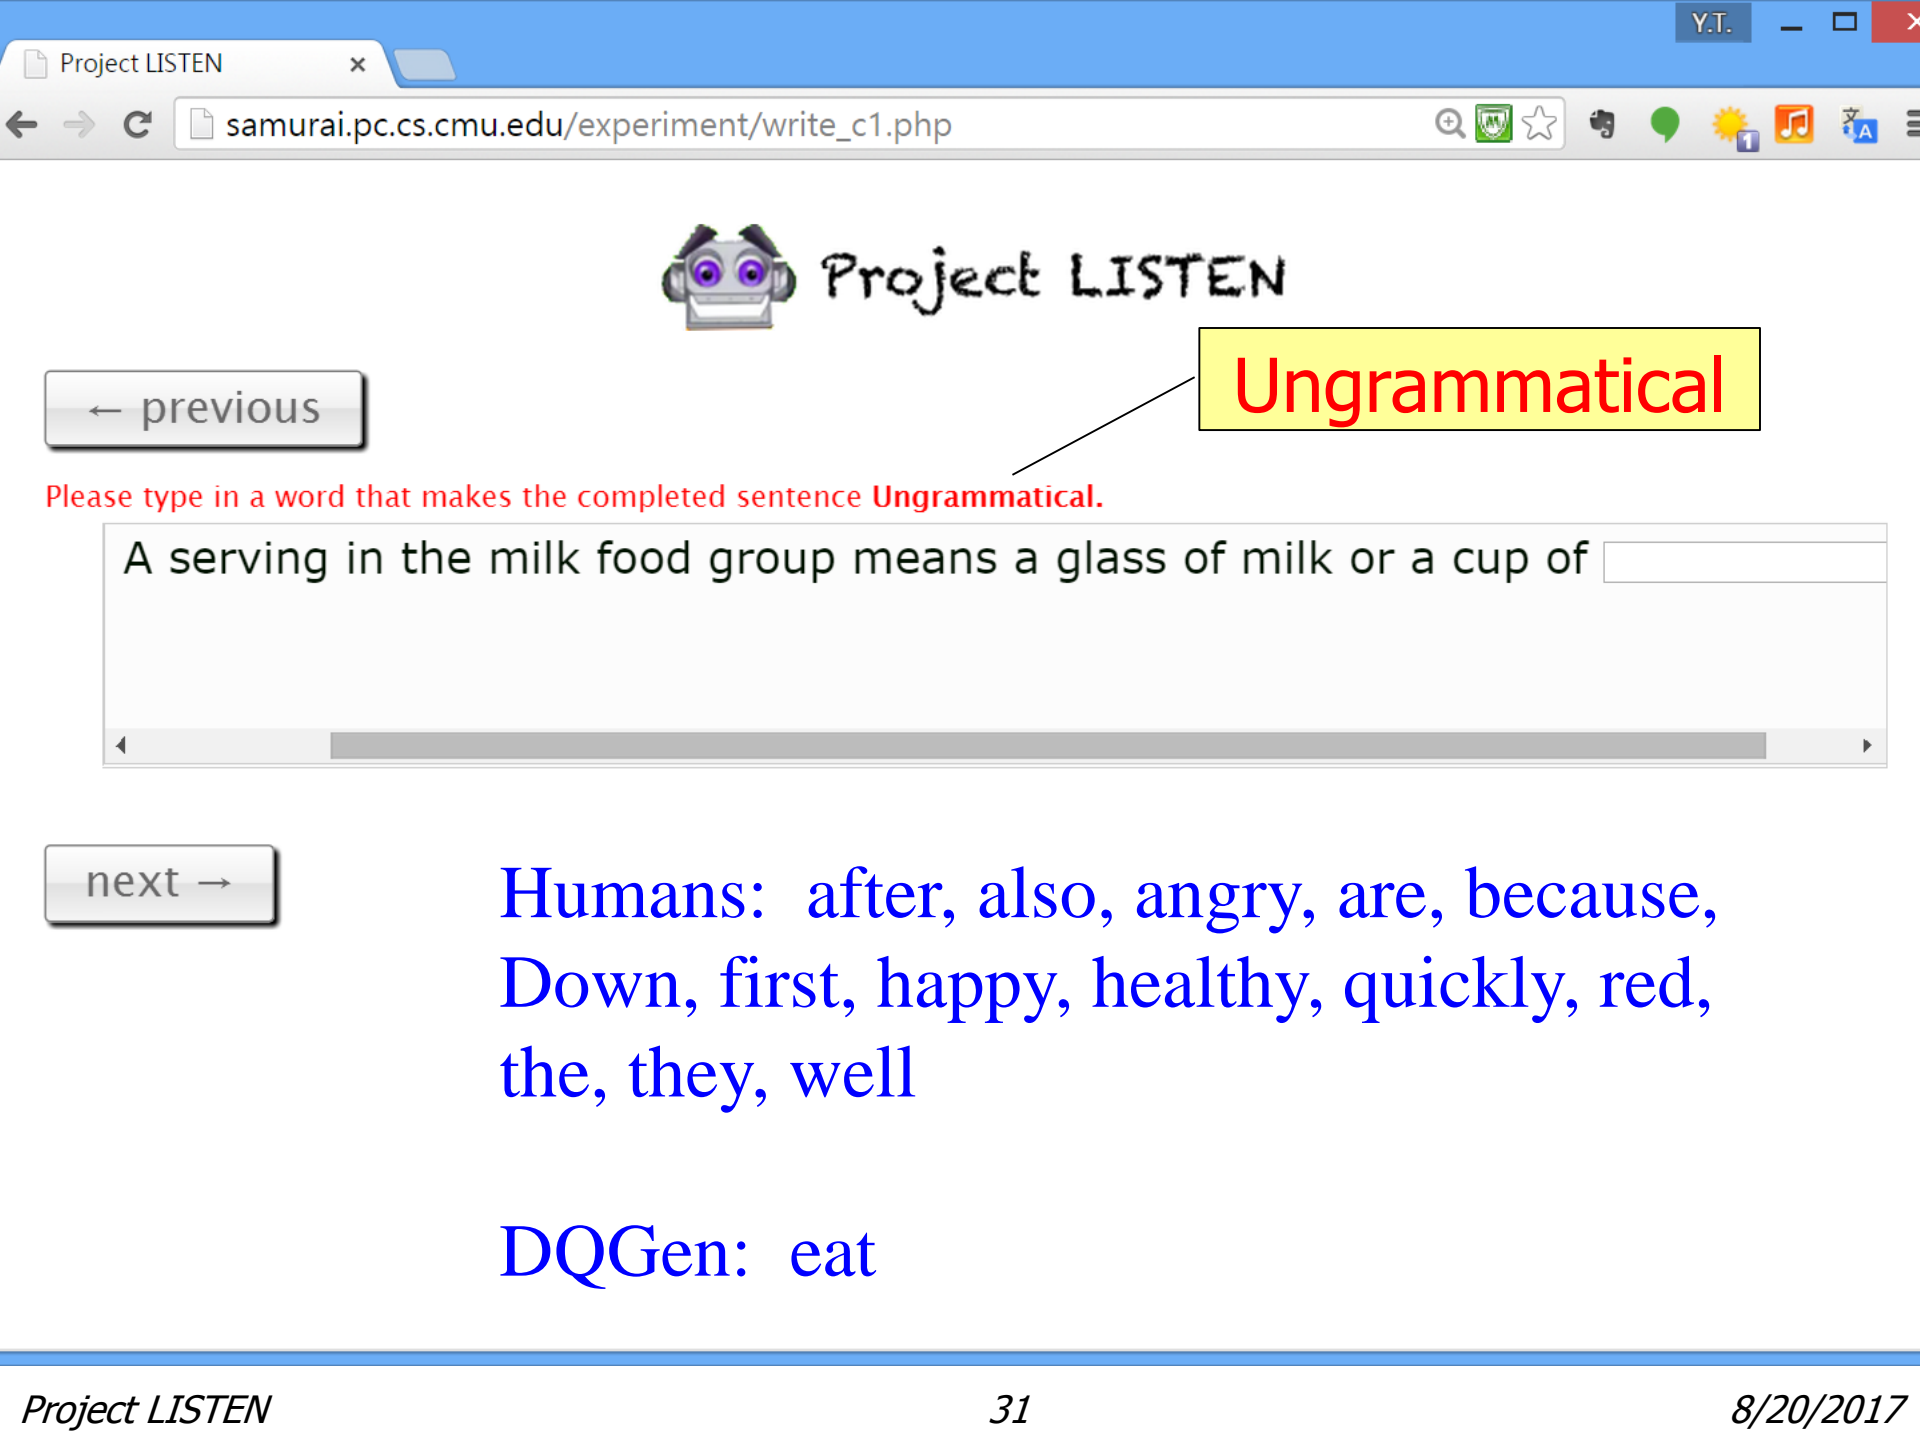 Y.T.
Project LISTEN
samurai.pc.cs.cmu.edu/experiment/write_c1.php
1
Project LISTEN
Ungrammatical
← previous
Please type in a word that makes the completed sentence Ungrammatical.
A serving in the milk food group means a glass of milk or a cup of
next →
Humans: after, also, angry, are, because,
Down, first, happy, healthy, quickly, red,
the, they, well
DQGen: eat
Project LISTEN 31 8/20/2017